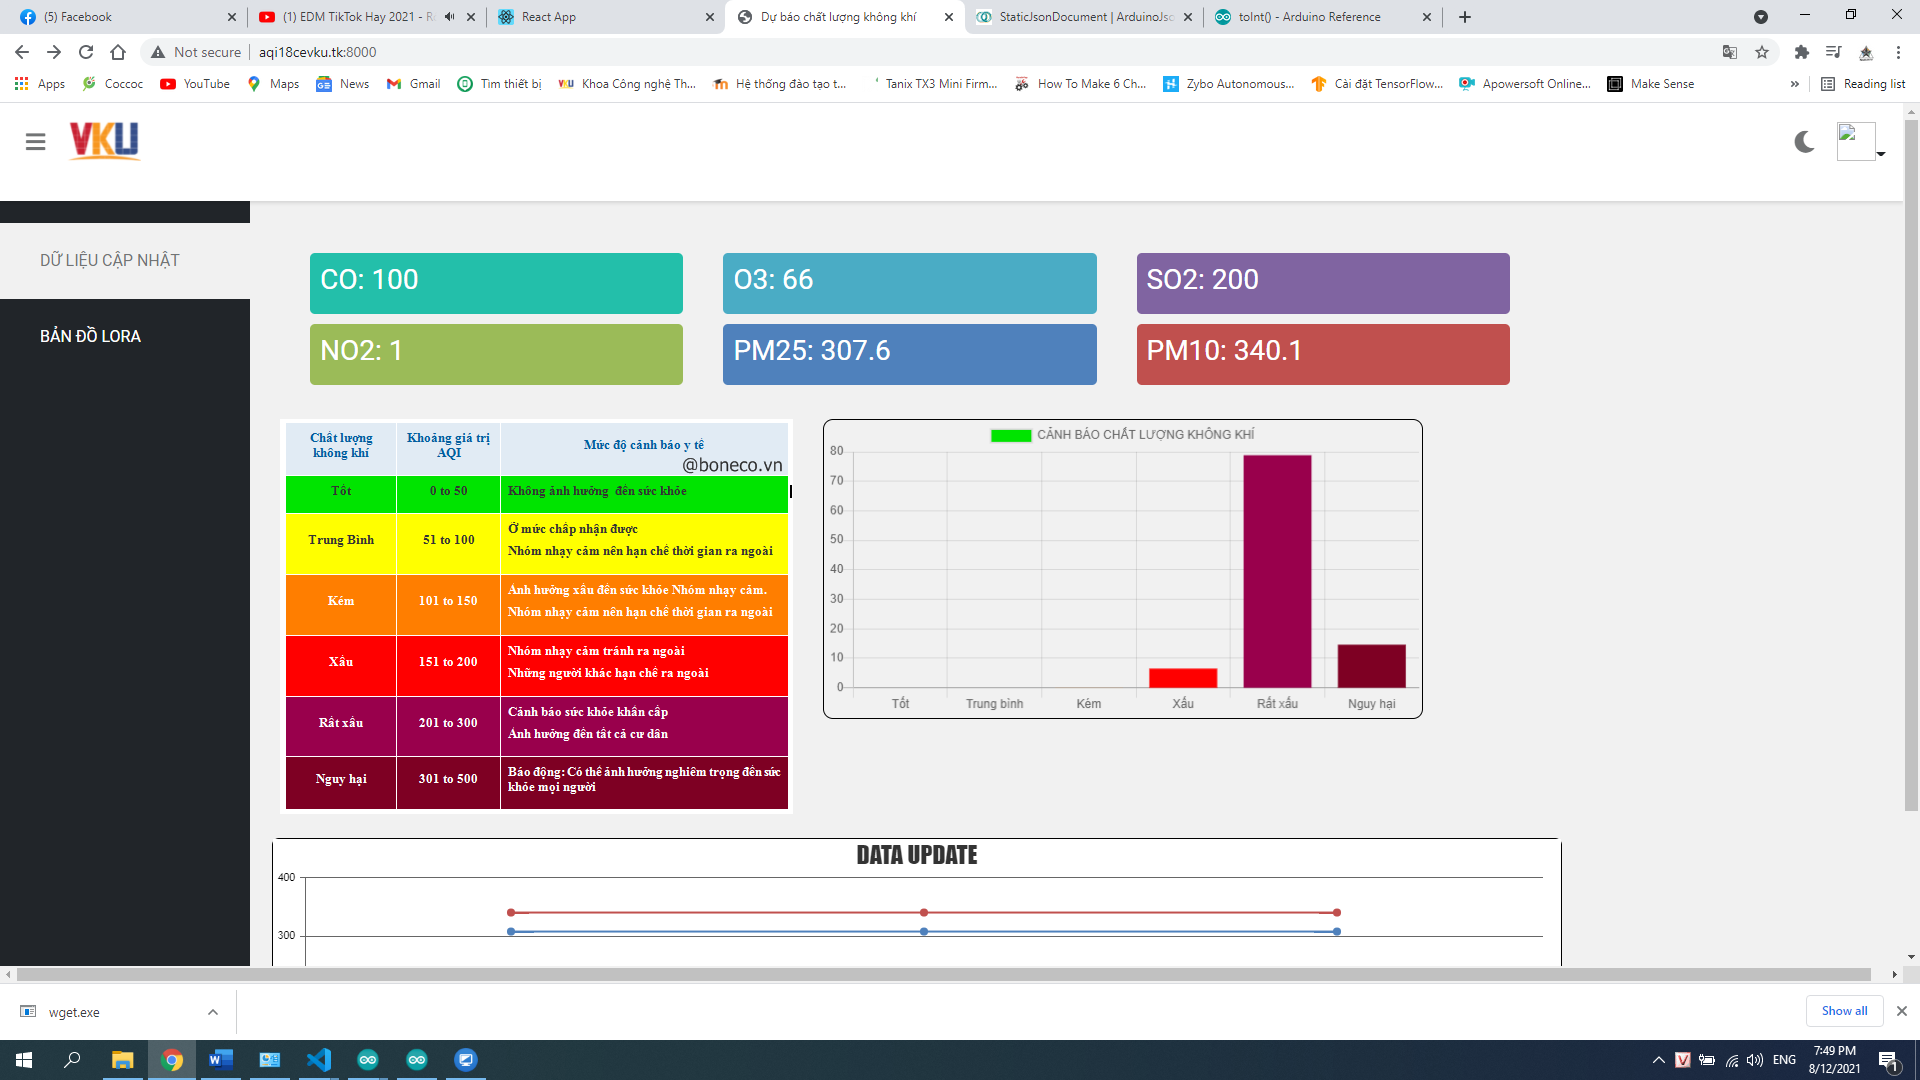 (5) Facebook
(1) EDM TikTok Hay 2021 - R
React App
Dự báo chất lượng không khí
StaticJsonDocument | ArduinoJso
toInt() - Arduino Reference
Not secure
aqi18cevku.tk:8000
Apps
Coccoc
YouTube
Maps
News
Gmail
Tìm thiết bị
VKU
Khoa Công nghệ Th...
Hệ thống đào tạo t...
Tanix TX3 Mini Firm...
How To Make 6 Ch...
Zybo Autonomous...
Cài đặt TensorFlow...
Apowersoft Online...
Make Sense
»
Reading list
VKU
DỮ LIỆU CẬP NHẬT
BẢN ĐỒ LORA
CO: 100
O3: 66
SO2: 200
NO2: 1
PM25: 307.6
PM10: 340.1
Chất lượng
không khí
Khoảng giá trị
AQI
Mức độ cảnh báo y tế
@boneco.vn
Tốt
0 to 50
Không ảnh hưởng đến sức khỏe
Trung Bình
51 to 100
Ở mức chấp nhận được
Nhóm nhạy cảm nên hạn chế thời gian ra ngoài
Kém
101 to 150
Ảnh hưởng xấu đến sức khỏe Nhóm nhạy cảm.
Nhóm nhạy cảm nên hạn chế thời gian ra ngoài
Xấu
151 to 200
Nhóm nhạy cảm tránh ra ngoài
Những người khác hạn chế ra ngoài
Rất xấu
201 to 300
Cảnh báo sức khỏe khẩn cấp
Ảnh hưởng đến tất cả cư dân
Nguy hại
301 to 500
Báo động: Có thể ảnh hưởng nghiêm trọng đến sức
khỏe mọi người
CẢNH BÁO CHẤT LƯỢNG KHÔNG KHÍ
80
70
60
50
40
30
20
10
0
Tốt
Trung bình
Kém
Xấu
Rất xấu
Nguy hại
DATA UPDATE
400
300
wget.exe
Show all
ENG
7:49 PM
8/12/2021
1